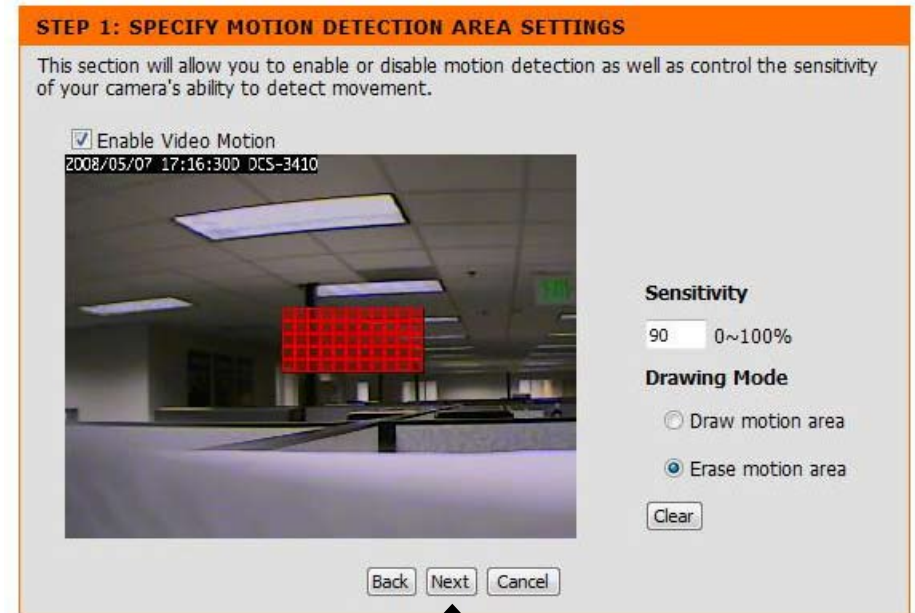 STEP 1: SPECIFY MOTION DETECTION AREA SETTINGS
This section will allow you to enable or disable motion detection as well as control the sensitivity
of your camera's ability to detect movement.
Enable Video Motion
2008/05/07 17:16:30D DCS-3410
Sensitivity
90 0~100%
Drawing Mode
Draw motion area
Erase motion area
Clear
Back Next Cancel